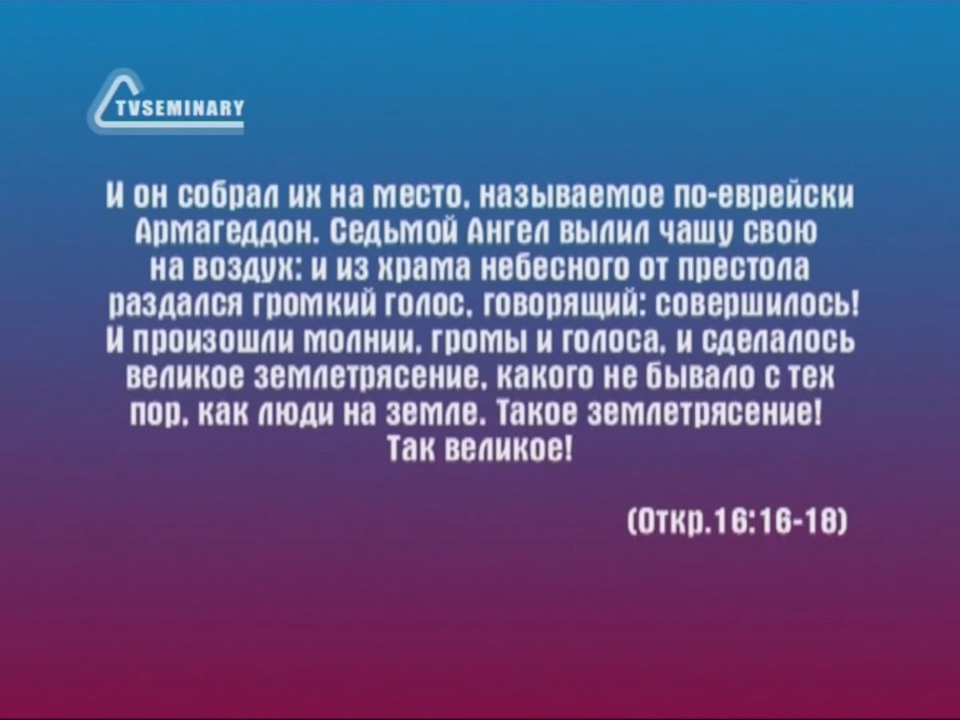 TVSEMINARY
И он собрал их на место, называемое по-еврейски
Армагеддон. Седьмой Ангел вылил чашу свою
на воздух: и из храма небесного от престола
раздался громкий голос, говорящий: совершилось!
И произошли молнии, громы и голоса, и сделалось
великое землетрясение, какого не бывало с тех
пор, как люди на земле. Такое землетрясение!
Так великое!
(Откр.16:16-18)